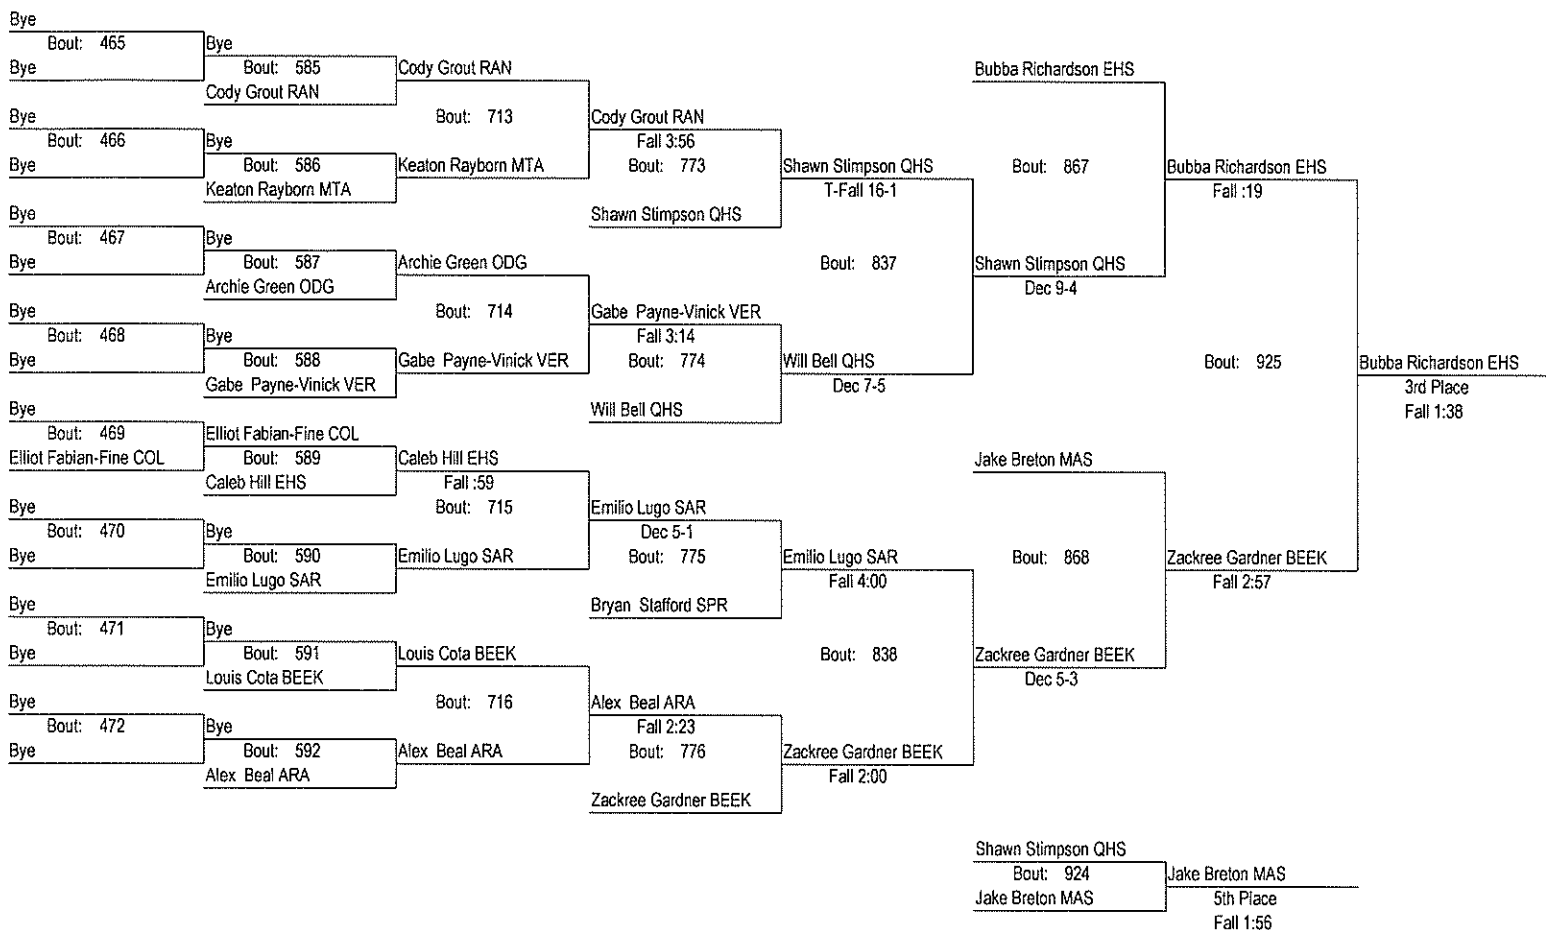 Bye
Bout: 465
Bye
Bye
Bout: 466
Bye
Bye
Bout: 467
Bye
Bye
Bout: 468
Bye
Bye
Bout: 469
Elliot Fabian-Fine COL
Bye
Bout: 470
Bye
Bye
Bout: 471
Bye
Bye
Bout: 472
Bye
Bye
Bout: 585
Cody Grout RAN
Bye
Bout: 586
Keaton Rayborn MTA
Bye
Bout: 587
Archie Green ODG
Bye
Bout: 588
Gabe Payne-Vinick VER
Elliot Fabian-Fine COL
Bout: 589
Caleb Hill EHS
Bye
Bout: 590
Emilio Lugo SAR
Bye
Bout: 591
Louis Cota BEEK
Bye
Bout: 592
Alex Beal ARA
Cody Grout RAN
Bout: 713
Keaton Rayborn MTA
Archie Green ODG
Bout: 714
Gabe Payne-Vinick VER
Caleb Hill EHS
Fall :59
Bout: 715
Emilio Lugo SAR
Louis Cota BEEK
Bout: 716
Alex Beal ARA
Cody Grout RAN
Fall 3:56
Bout: 773
Shawn Stimpson QHS
Gabe Payne-Vinick VER
Fall 3:14
Bout: 774
Will Bell QHS
Emilio Lugo SAR
Dec 5-1
Bout: 775
Bryan Stafford SPR
Alex Beal ARA
Fall 2:23
Bout: 776
Zackree Gardner BEEK
Shawn Stimpson QHS
T-Fall 16-1
Bout: 837
Will Bell QHS
Dec 7-5
Emilio Lugo SAR
Fall 4:00
Bout: 838
Zackree Gardner BEEK
Fall 2:00
Bubba Richardson EHS
Bout: 867
Shawn Stimpson QHS
Dec 9-4
Jake Breton MAS
Bout: 868
Zackree Gardner BEEK
Dec 5-3
Bubba Richardson EHS
Fall :19
Bout: 925
Zackree Gardner BEEK
Fall 2:57
Bubba Richardson EHS
3rd Place
Fall 1:38
Shawn Stimpson QHS
Bout: 924
Jake Breton MAS
Jake Breton MAS
5th Place
Fall 1:56